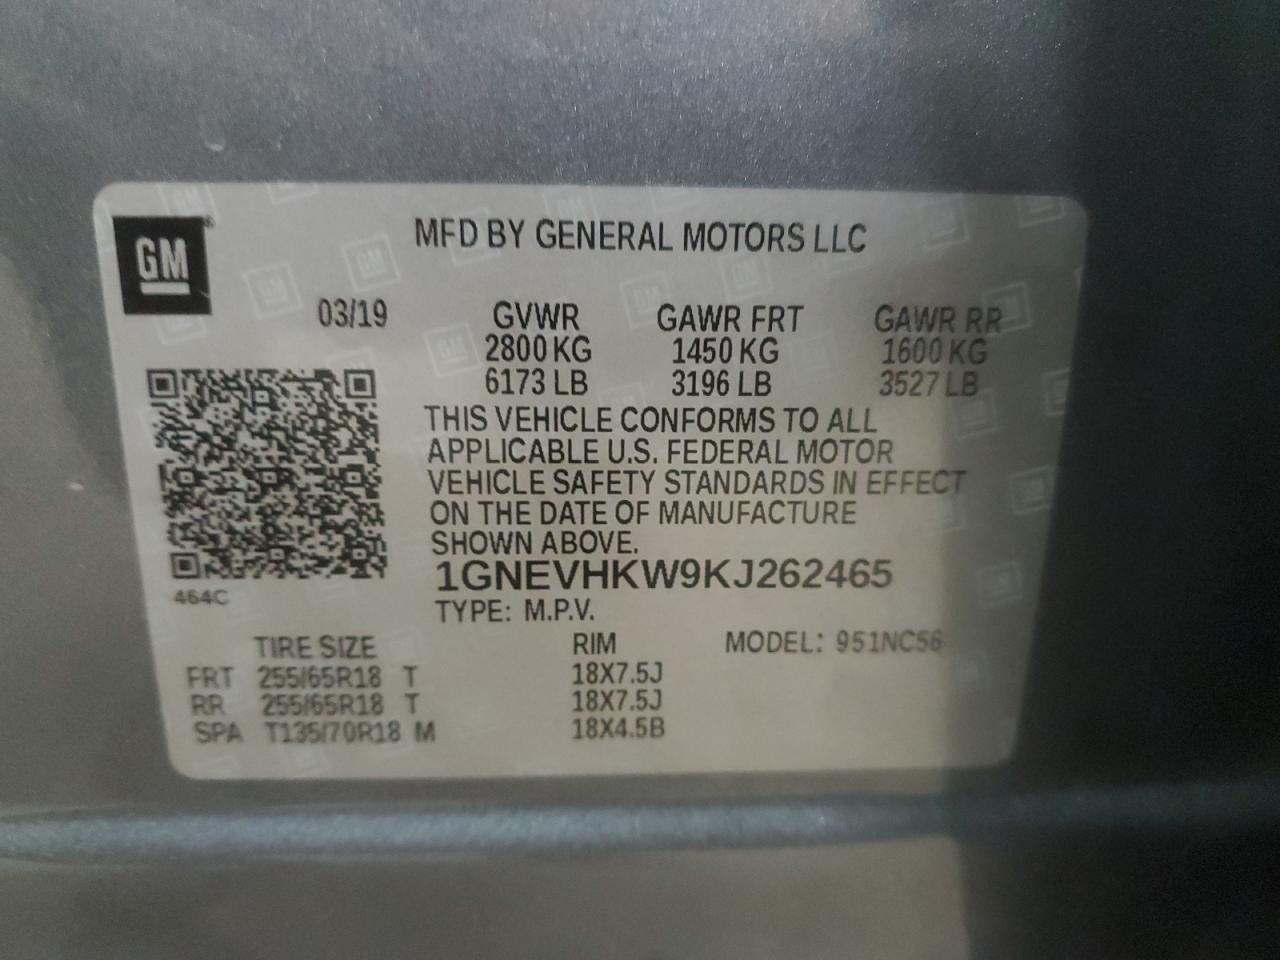 GM
MFD BY GENERAL MOTORS LLC
03/19 GVWR GAWR FRT GAWR RR
2800 KG 1450 KG 1600 KG
6173 LB 3196 LB 3527 LB
THIS VEHICLE CONFORMS TO ALL
APPLICABLE U.S. FEDERAL MOTOR
VEHICLE SAFETY STANDARDS IN EFFECT
ON THE DATE OF MANUFACTURE
SHOWN ABOVE.
1GNEVHKW9KJ262465
464C
TYPE: M.P.V.
TIRE SIZE RIM MODEL: 951NC56
FRT 255/65R18 T 18X7.5J
RR 255/65R18 T 18X7.5J
SPA T135/70R18 M 18X4.5B